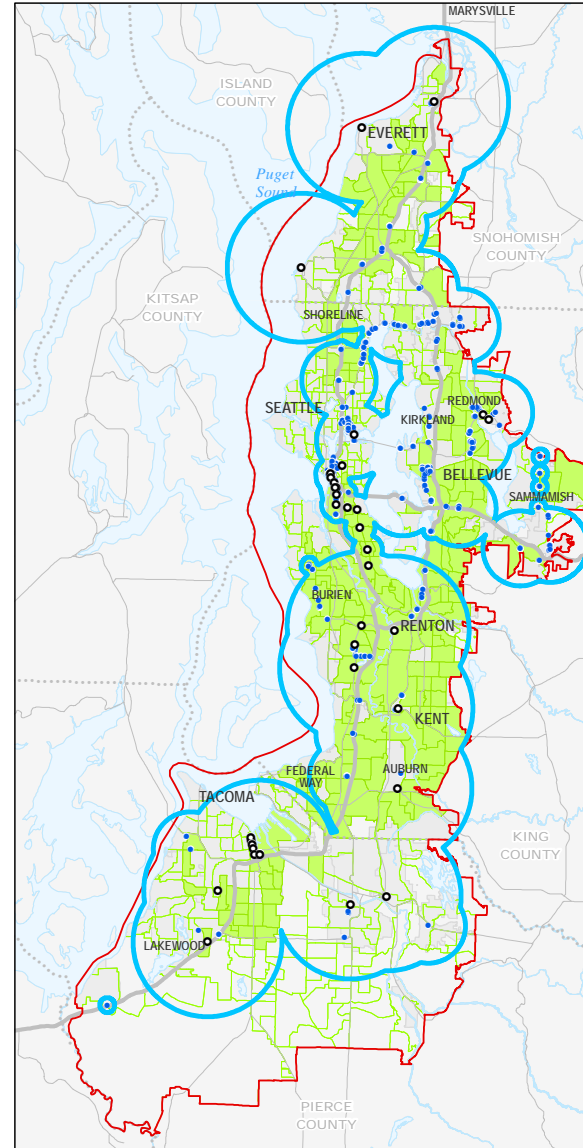 MARYSVILLE
ISLAND
COUNTY
EVERETT
Puget
Sound
SNOHOMISH
COUNTY
KITSAP
COUNTY
SHORELINE
SEATTLE
REDMOND
KIRKLAND
BELLEVUE
SAMMAMISH
BURIEN
RENTON
KENT
FEDERAL
WAY
AUBURN
TACOMA
KING
COUNTY
LAKEWOOD
PIERCE
COUNTY